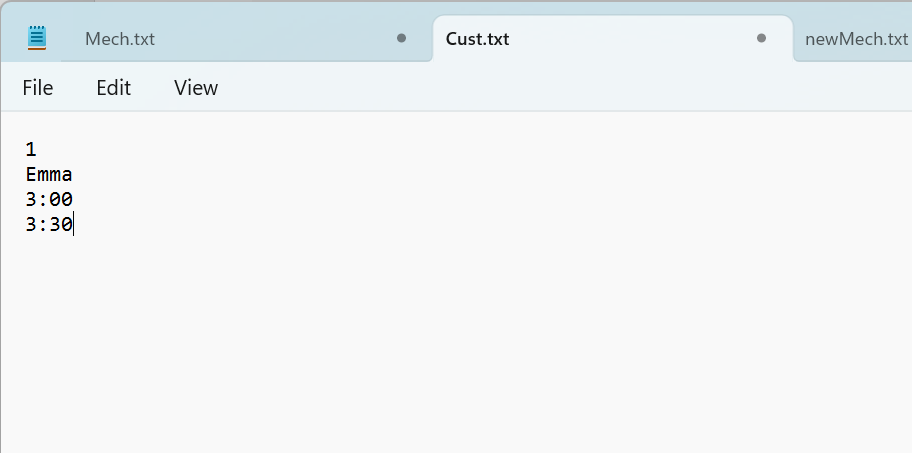 Mech.txt
Cust.txt
newMech.txt
File
Edit
View
1
Emma
3:00
3:30